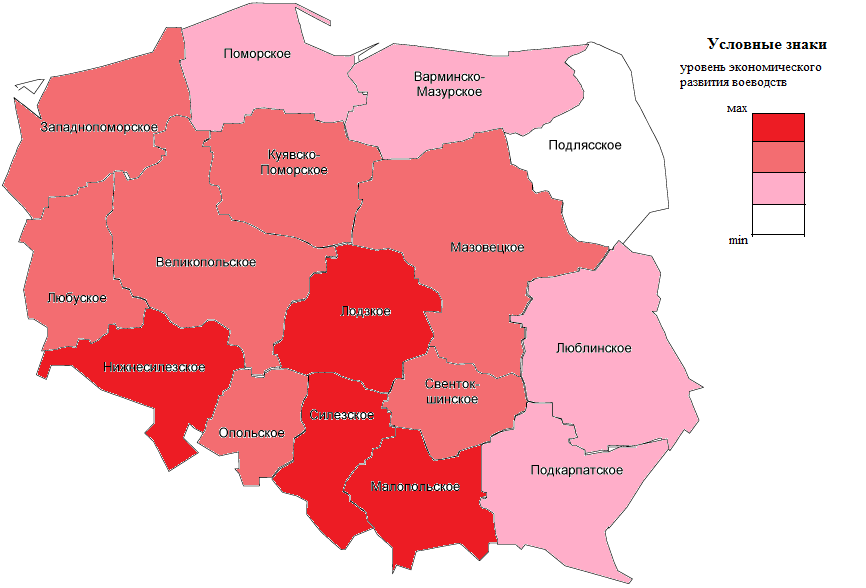 Поморское
Варминско-
Мазурское
Западнопоморское
Подлясское
Куявско-
Поморское
Мазовецкое
Великопольское
Любуское
Лодзкое
Люблинское
Нижнесилезское
Свенток-
шинское
Силезское
Опольское
Подкарпатское
Малопольское
Условные знаки
уровень экономического
развития воеводств
max
min